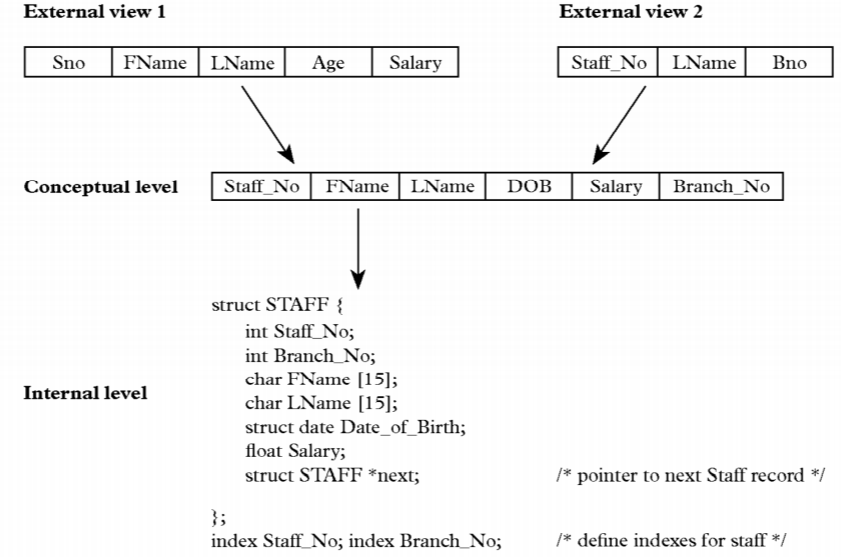 External view 1 External view 2
Sno FName LName Age Salary Staff_No LName Bno
Conceptual level Staff_No FName LName DOB Salary Branch_No
struct STAFF {
int Staff_No;
int Branch_No;
char FName [15];
Internal level
char LName [15];
struct date Date_of_Birth;
float Salary;
struct STAFF *next; /* pointer to next Staff record */
};
index Staff_No; index Branch_No; /* define indexes for staff */